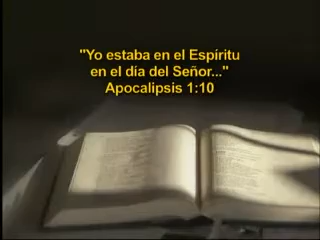 "Yo estaba en el Espíritu
en el día del Señor..."
Apocalipsis 1:10